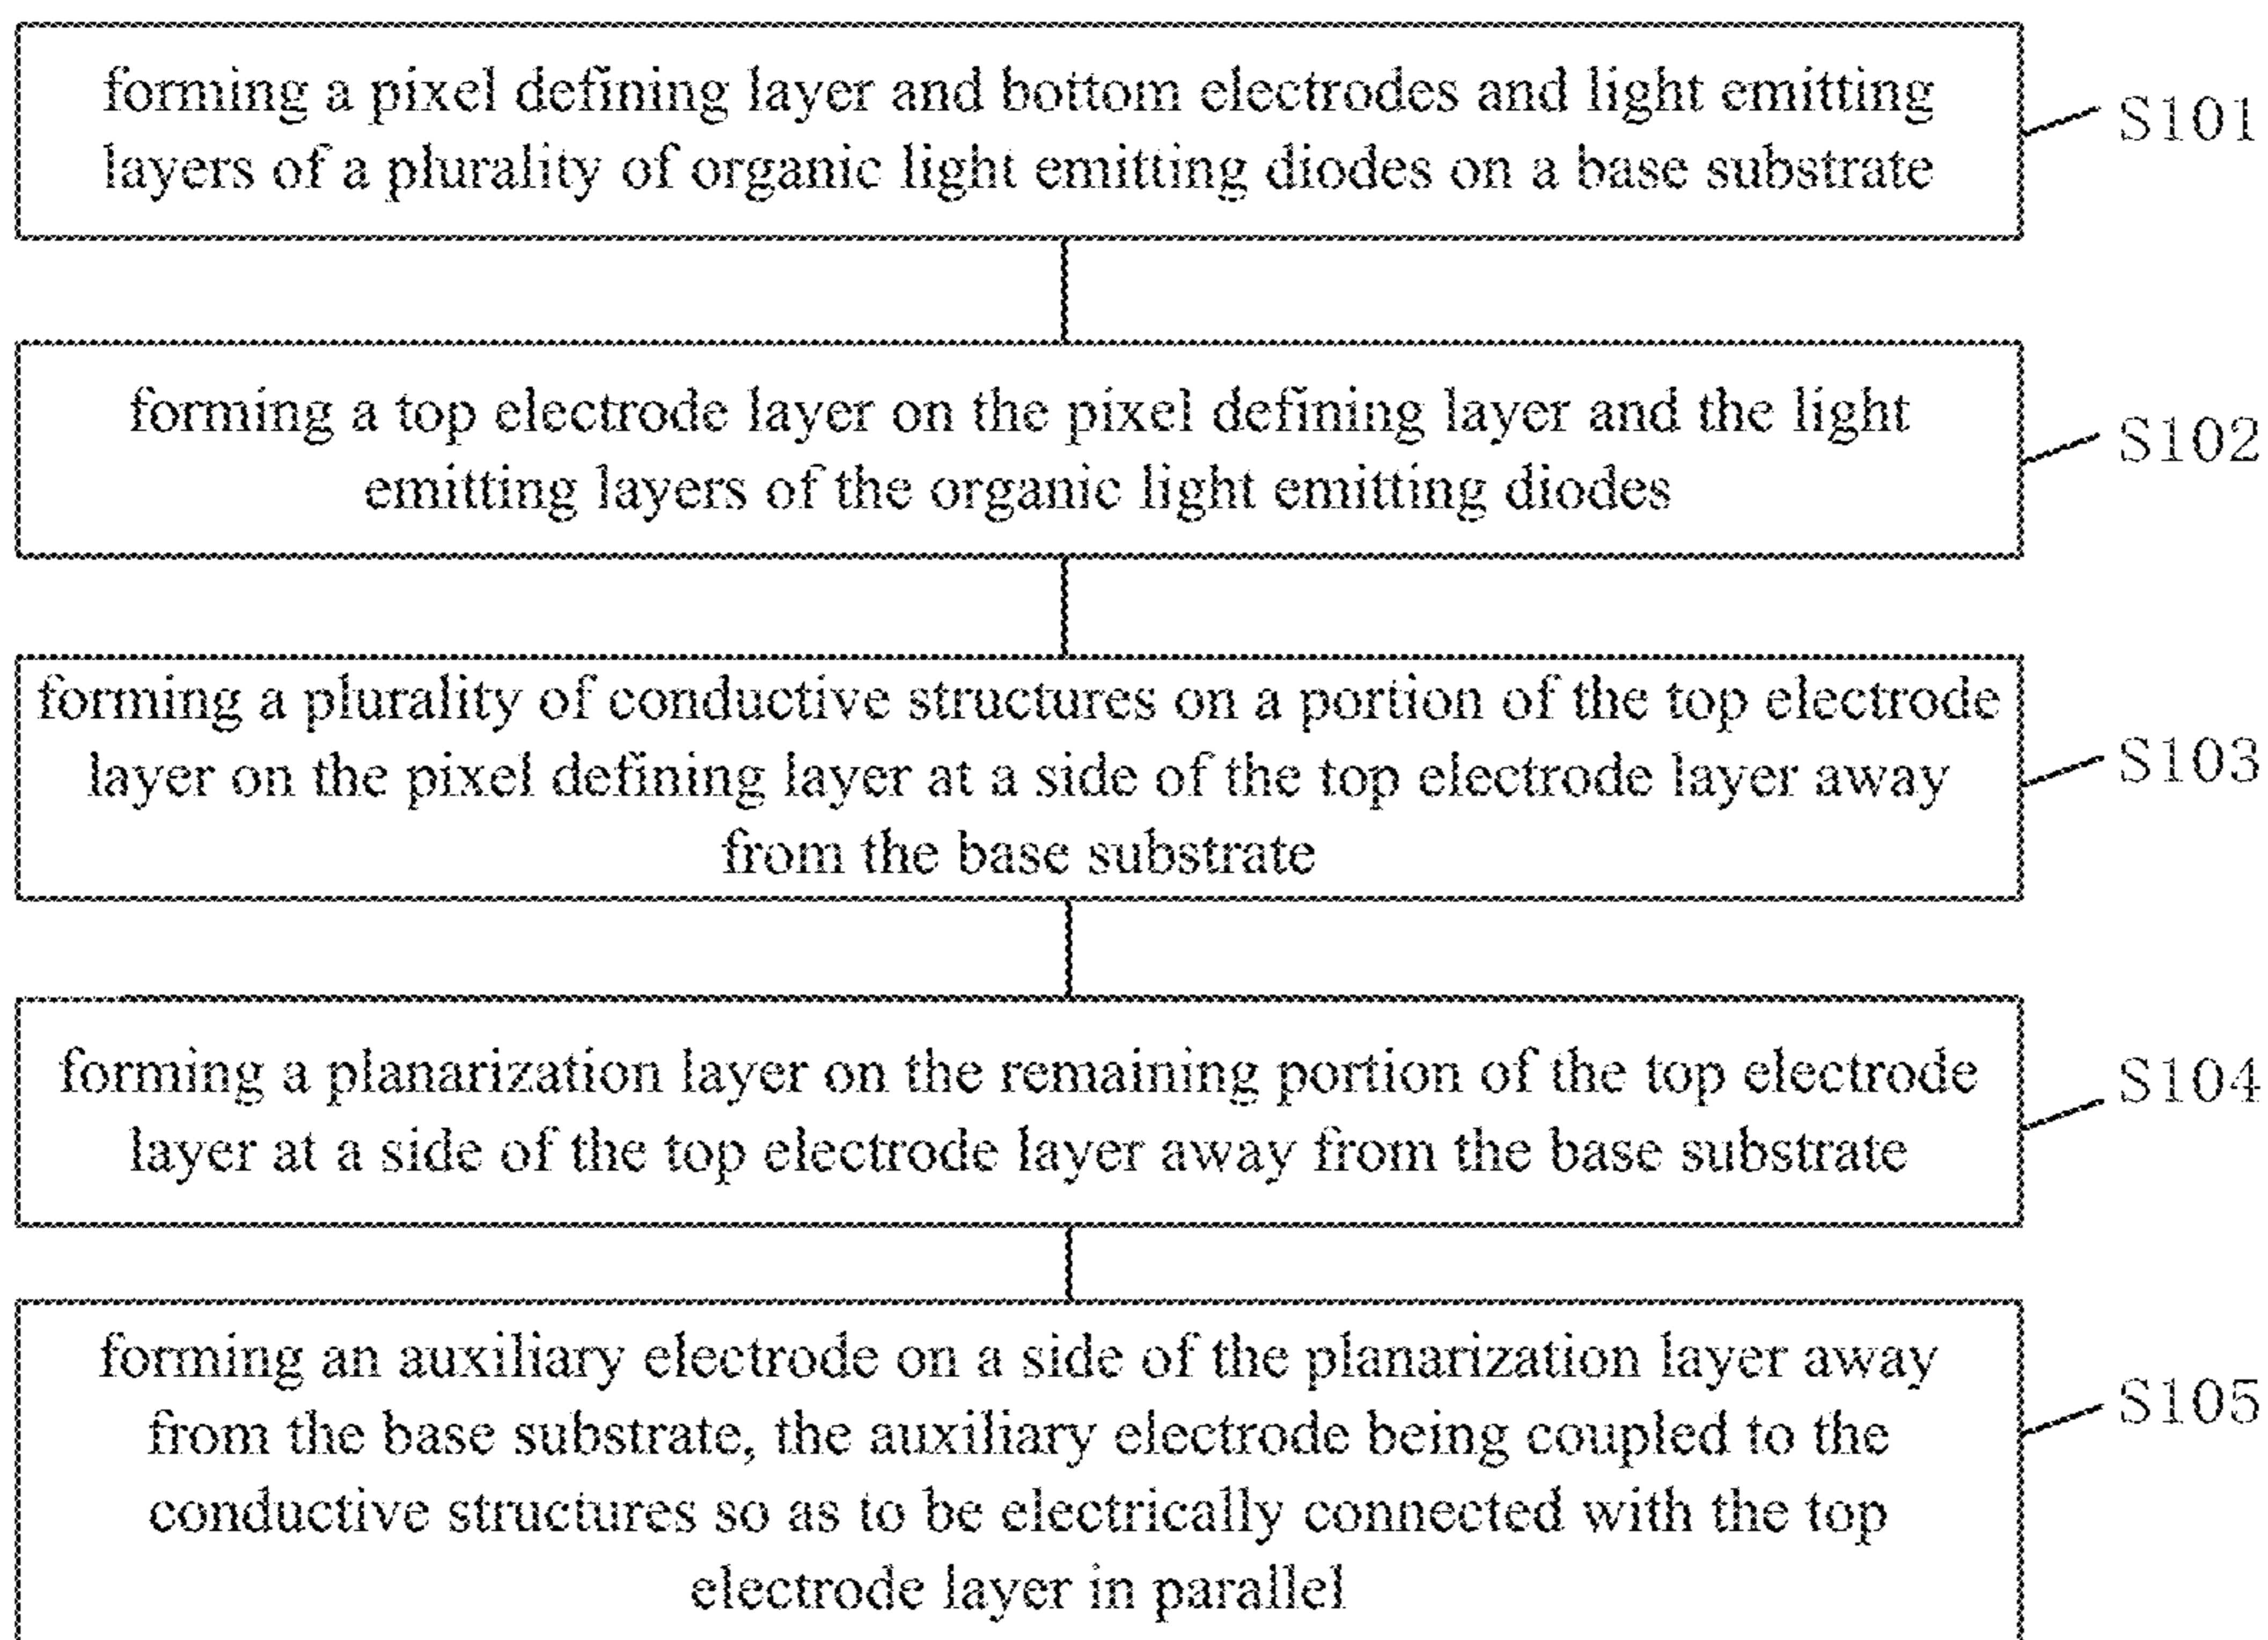 forming a pixel defining layer and bottom electrodes and light emitting
layers of a plurality of organic light emitting diodes on a base substrate
S101
forming a top electrode layer on the pixel defining layer and the light
emitting layers of the organic light emitting diodes
S102
forming a plurality of conductive structures on a portion of the top electrode
layer on the pixel defining layer at a side of the top electrode layer away
from the base substrate
S103
forming a planarization layer on the remaining portion of the top electrode
layer at a side of the top electrode layer away from the base substrate
S104
forming an auxiliary electrode on a side of the planarization layer away
from the base substrate, the auxiliary electrode being coupled to the
conductive structures so as to be electrically connected with the top
electrode layer in parallel
S105